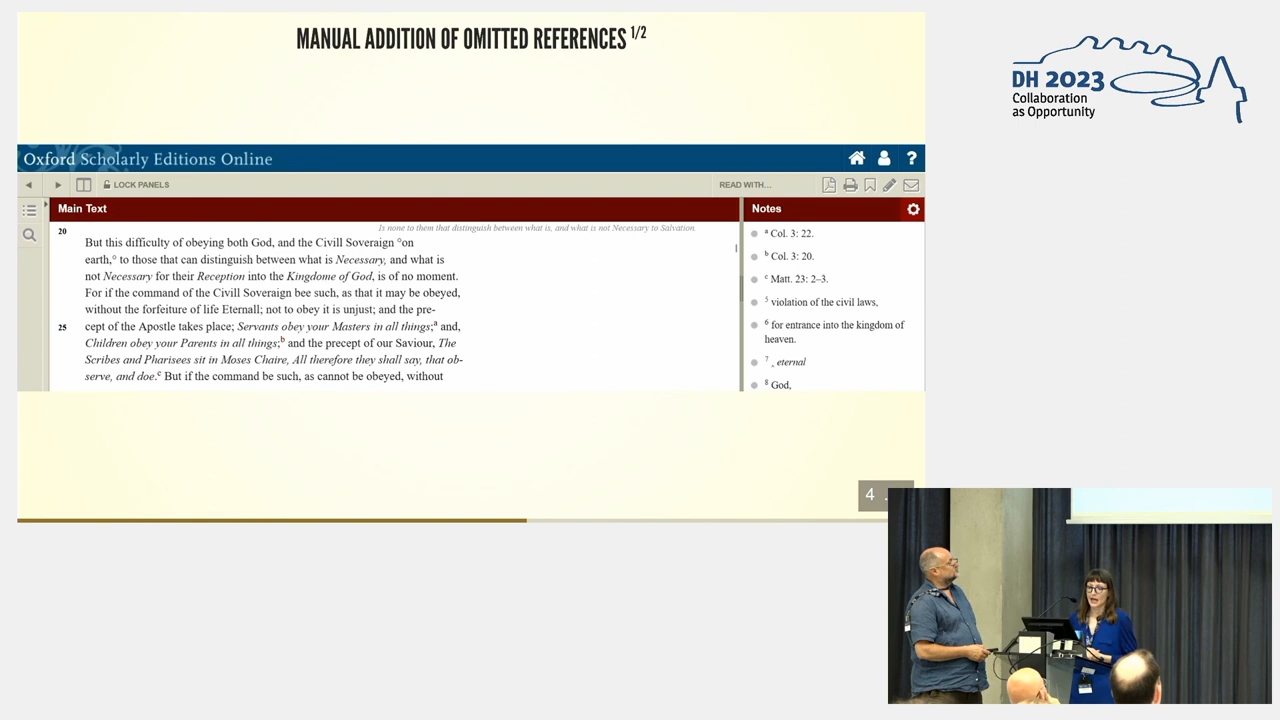 MANUAL ADDITION OF OMITTED REFERENCES 1/2
DH 2023
Collaboration
as Opportunity
Oxford Scholarly Editions Online
?
LOCK PANELS
READ WITH...
Main Text
Notes
Is none to them that distinguish between what is, and what is not Necessary to Salvation.
20
But this difficulty of obeying both God, and the Civill Soveraign °on
earth,° to those that can distinguish between what is Necessary, and what is
not Necessary for their Reception into the Kingdome of God, is of no moment.
For if the command of the Civill Soveraign bee such, as that it may be obeyed,
without the forfeiture of life Eternall; not to obey it is unjust; and the pre-
25 cept of the Apostle takes place; Servants obey your Masters in all things;a and,
Children obey your Parents in all things;b and the precept of our Saviour, The
Scribes and Pharisees sit in Moses Chaire, All therefore they shall say, that ob-
serve, and doe.c But if the command be such, as cannot be obeyed, without
a Col. 3: 22.
b Col. 3: 20.
c Matt. 23: 2–3.
5 violation of the civil laws,
6 for entrance into the kingdom of
heaven.
7 ‸ eternal
8 God,
4 .